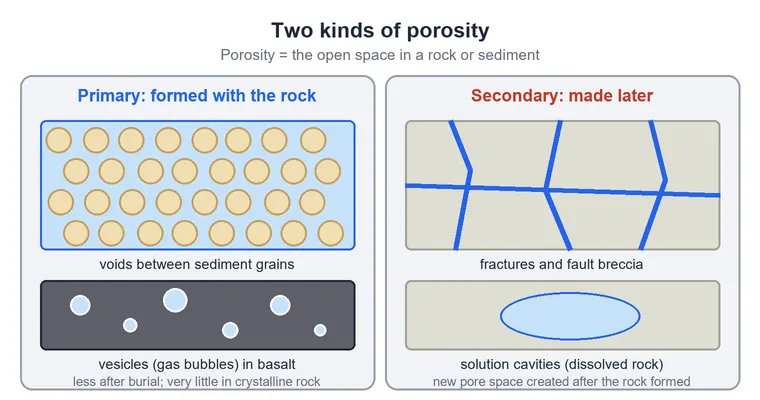 Two kinds of porosity
Porosity = the open space in a rock or sediment
Primary: formed with the rock
voids between sediment grains
vesicles (gas bubbles) in basalt
less after burial; very little in crystalline rock
Secondary: made later
fractures and fault breccia
solution cavities (dissolved rock)
new pore space created after the rock formed